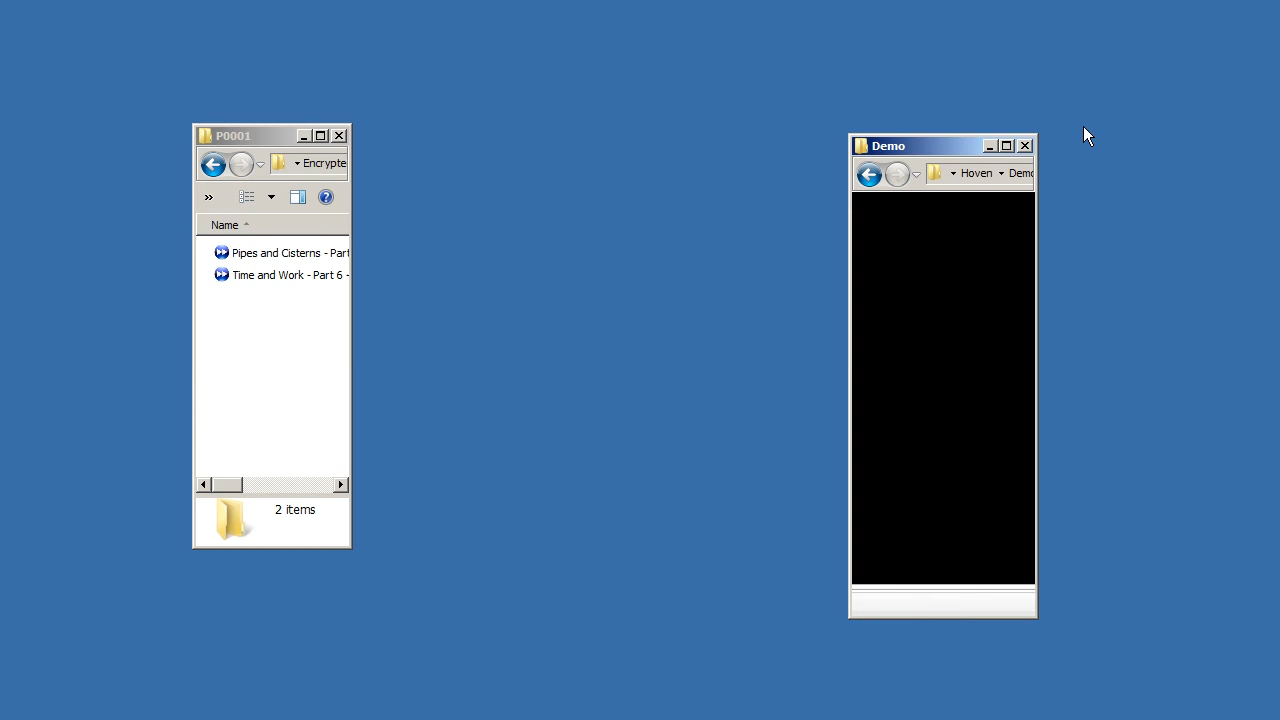 P0001
Encrypte
»
Name
Pipes and Cisterns - Part
Time and Work - Part 6 -
2 items
Demo
Hoven Demo